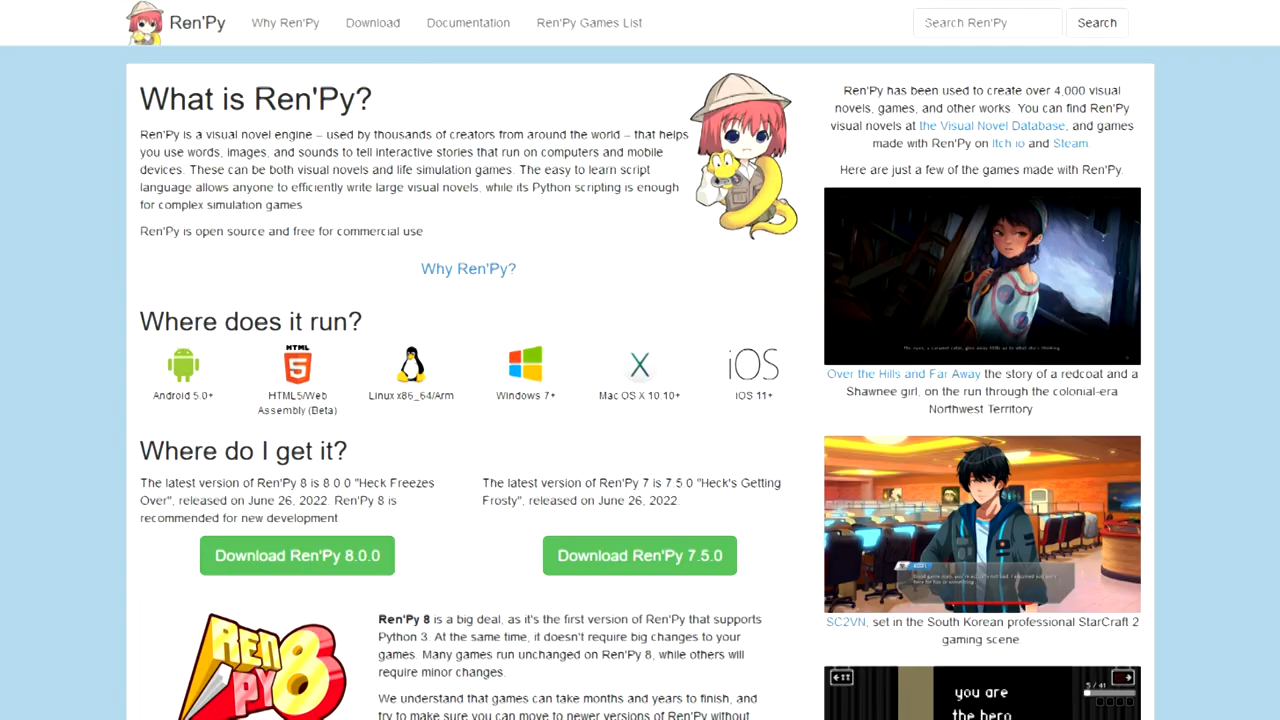 Ren'Py
Why Ren'Py
Download
Documentation
Ren'Py Games List
Search Ren'Py
Search
What is Ren'Py?
Ren'Py is a visual novel engine – used by thousands of creators from around the world – that helps
you use words, images, and sounds to tell interactive stories that run on computers and mobile
devices. These can be both visual novels and life simulation games. The easy to learn script
language allows anyone to efficiently write large visual novels, while its Python scripting is enough
for complex simulation games
Ren'Py is open source and free for commercial use
Why Ren'Py?
Where does it run?
HTML
5
iOS
Android 5.0+
HTML5/Web
Assembly (Beta)
Linux x86_64/Arm
Windows 7+
Mac OS X 10.10+
iOS 11+
Where do I get it?
The latest version of Ren'Py 8 is 8 0 0 "Heck Freezes
Over", released on June 26, 2022. Ren'Py 8 is
recommended for new development
Download Ren'Py 8.0.0
The latest version of Ren'Py 7 is 7.5 0 "Heck's Getting
Frosty", released on June 26, 2022.
Download Ren'Py 7.5.0
REN
PY
8
Ren'Py 8 is a big deal, as it's the first version of Ren'Py that supports
Python 3. At the same time, it doesn't require big changes to your
games. Many games run unchanged on Ren'Py 8, while others will
require minor changes.
We understand that games can take months and years to finish, and
try to make sure you can move to newer versions of Ren'Py without
Ren'Py has been used to create over 4,000 visual
novels, games, and other works. You can find Ren'Py
visual novels at the Visual Novel Database, and games
made with Ren'Py on Itch io and Steam.
Here are just a few of the games made with Ren'Py.
Over the Hills and Far Away the story of a redcoat and a
Shawnee girl, on the run through the colonial-era
Northwest Territory
SC2VN, set in the South Korean professional StarCraft 2
gaming scene
5 / 41
you are
the hero